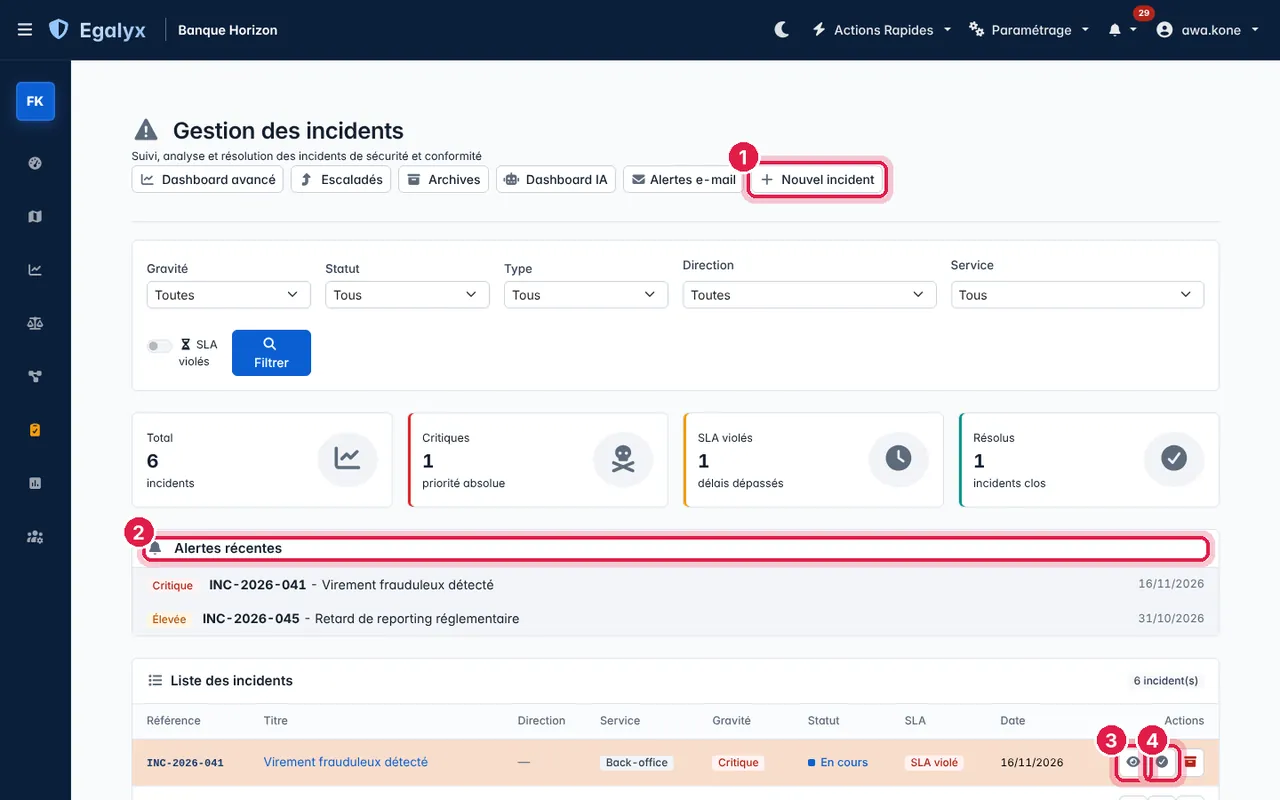 Egalyx
Banque Horizon
Actions Rapides
Paramétrage
29
awa.kone
FK
Gestion des incidents
Suivi, analyse et résolution des incidents de sécurité et conformité
Dashboard avancé
Escaladés
Archives
Dashboard IA
Alertes e-mail
1
Nouvel incident
Gravité
Statut
Type
Direction
Service
Toutes
Tous
Tous
Toutes
Tous
SLA
violés
Filtrer
Total
6
incidents
Critiques
1
priorité absolue
SLA violés
1
délais dépassés
Résolus
1
incidents clos
2
Alertes récentes
Critique INC-2026-041 - Virement frauduleux détecté 16/11/2026
Élevée INC-2026-045 - Retard de reporting réglementaire 31/10/2026
Liste des incidents
6 incident(s)
Référence Titre Direction Service Gravité Statut SLA Date Actions
3
4
INC-2026-041 Virement frauduleux détecté — Back-office Critique En cours SLA violé 16/11/2026